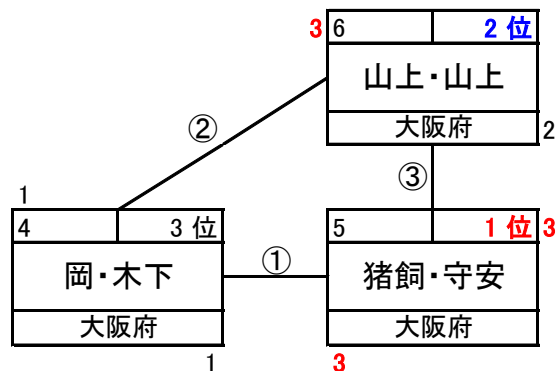 3 6 2 位
山上・山上
大阪府 2
②
③
1
4 3 位
岡・木下
大阪府
1
①
5 1 位 3
猪飼・守安
大阪府
3